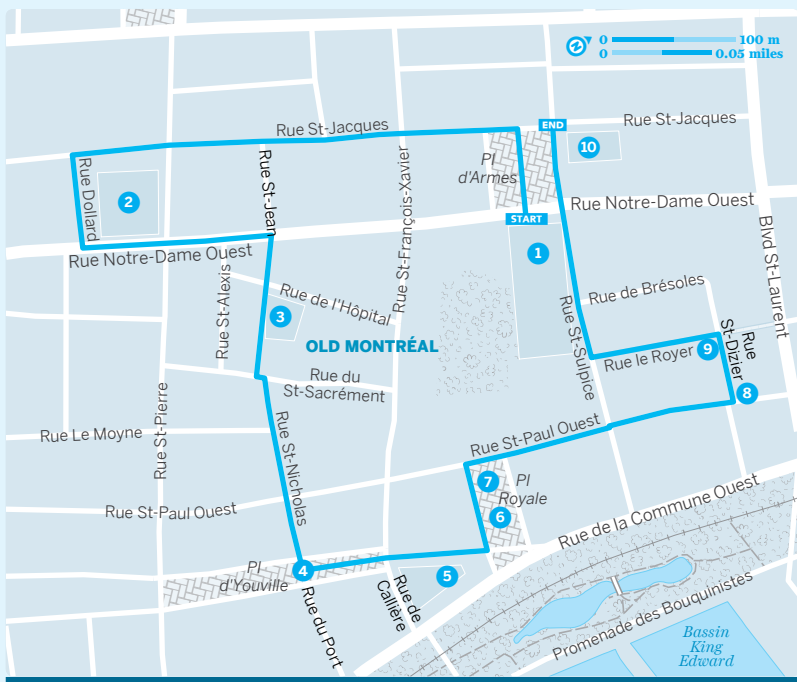 0 100 m
0 0.05 miles
Rue St-Jacques
END
Rue St-Jacques
10
Pl
d'Armes
Rue Dollard
2
Rue St-Jean
Rue St-François-Xavier
START
Rue Notre-Dame Ouest
Rue Notre-Dame Ouest
1
Blvd St-Laurent
Rue St-Alexis
Rue de l'Hôpital
3
Rue de Brésoles
OLD MONTRÉAL
Rue St-Sulpice
Rue
St-Dizier
9
Rue le Royer
Rue du
St-Sacrément
8
Rue St-Pierre
Rue Le Moyne
Rue St-Nicholas
Rue St-Paul Ouest
7
Pl
Royale
6
Rue St-Paul Ouest
Rue de la Commune Ouest
Pl
d'Youville
4
5
Rue de
Callière
Rue du Port
Promenade des Bouquinistes
Bassin
King
Edward